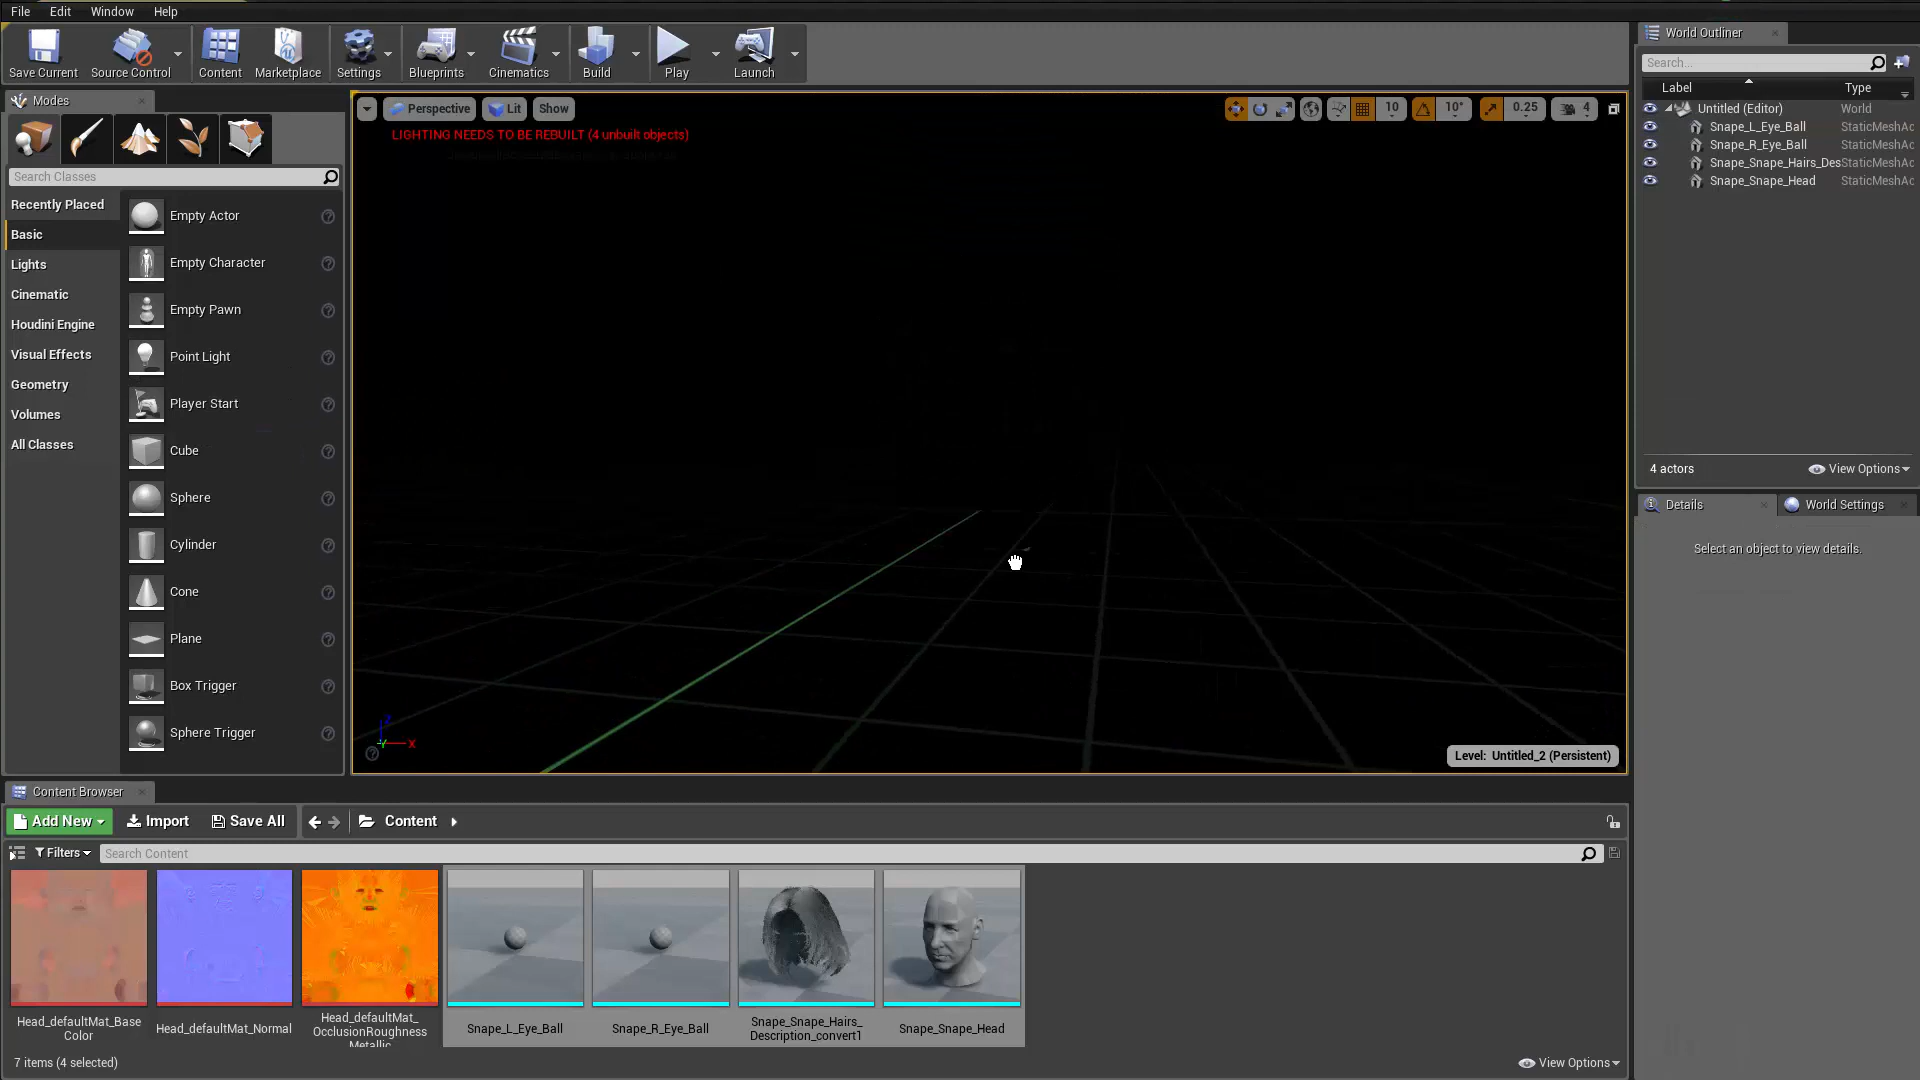 File Edit Window Help
Save Current Source Control Content Marketplace Settings Blueprints Cinematics Build Play Launch
Modes
Search Classes
Recently Placed
Basic
Lights
Cinematic
Houdini Engine
Visual Effects
Geometry
Volumes
All Classes
Empty Actor
Empty Character
Empty Pawn
Point Light
Player Start
Cube
Sphere
Cylinder
Cone
Plane
Box Trigger
Sphere Trigger
Perspective Lit Show
10 10° 0.25 4
LIGHTING NEEDS TO BE REBUILT (4 unbuilt objects)
Z
Y X
Level: Untitled_2 (Persistent)
World Outliner
Search...
Label Type
Untitled (Editor) World
Snape_L_Eye_Ball StaticMeshAc
Snape_R_Eye_Ball StaticMeshAc
Snape_Snape_Hairs_Des StaticMeshAc
Snape_Snape_Head StaticMeshAc
4 actors View Options
Details World Settings
Select an object to view details.
Content Browser
Add New Import Save All Content
Filters Search Content
Head_defaultMat_Base
Color
Head_defaultMat_Normal
Head_defaultMat_
OcclusionRoughness
Metallic
Snape_L_Eye_Ball
Snape_R_Eye_Ball
Snape_Snape_Hairs_
Description_convert1
Snape_Snape_Head
7 items (4 selected) View Options